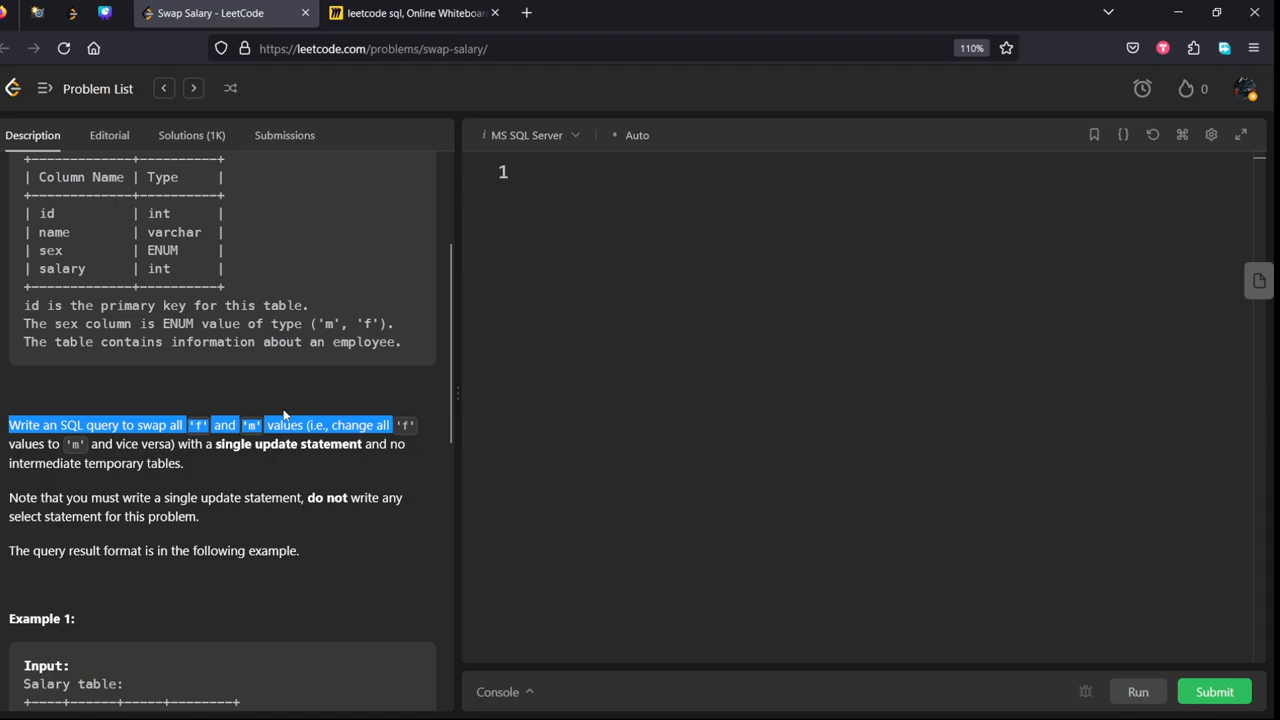 Swap Salary - LeetCode
leetcode sql, Online Whiteboard
https://leetcode.com/problems/swap-salary/
110%
Problem List
0
Description
Editorial
Solutions (1K)
Submissions
MS SQL Server
Auto
+-------------+----------+
| Column Name | Type     |
+-------------+----------+
| id          | int      |
| name        | varchar  |
| sex         | ENUM     |
| salary      | int      |
+-------------+----------+
id is the primary key for this table.
The sex column is ENUM value of type ('m', 'f').
The table contains information about an employee.
Write an SQL query to swap all 'f' and 'm' values (i.e., change all 'f'
values to 'm' and vice versa) with a single update statement and no
intermediate temporary tables.
Note that you must write a single update statement, do not write any
select statement for this problem.
The query result format is in the following example.
Example 1:
Input:
Salary table:
+----+------+-----+--------+
1
Console
Run
Submit